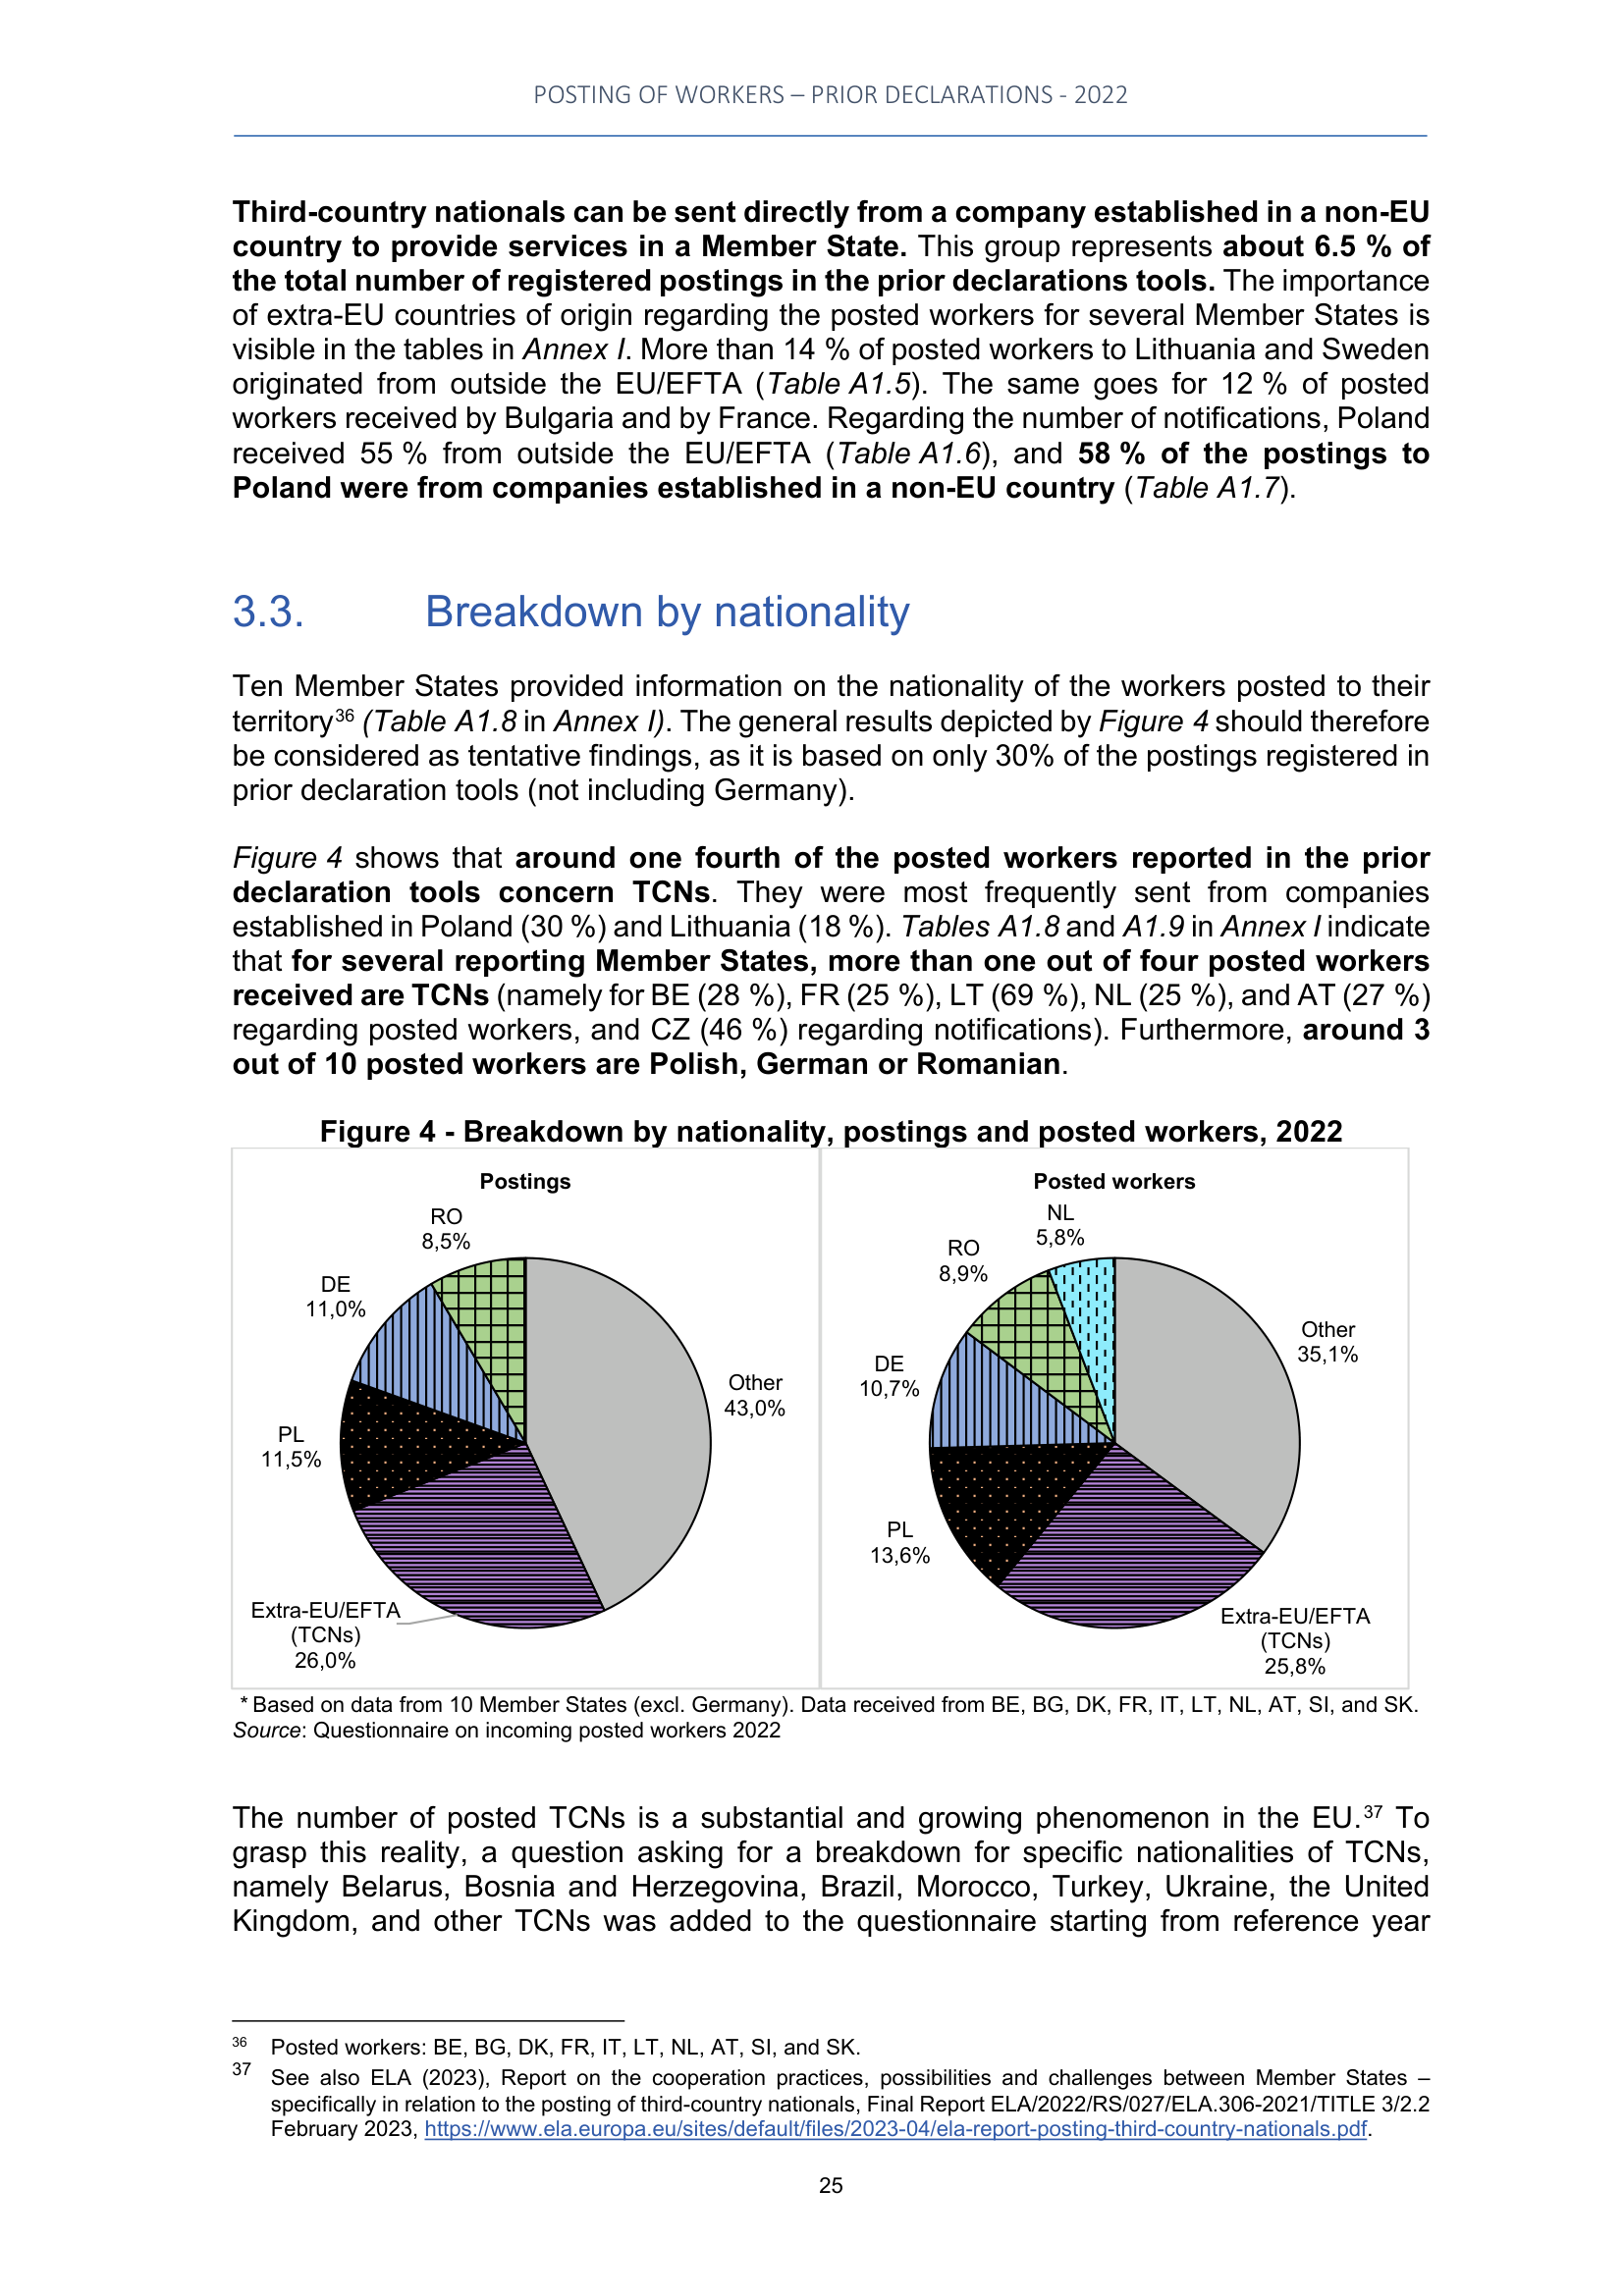 POSTING OF WORKERS – PRIOR DECLARATIONS - 2022
Third-country nationals can be sent directly from a company established in a non-EU
country to provide services in a Member State. This group represents about 6.5 % of
the total number of registered postings in the prior declarations tools. The importance
of extra-EU countries of origin regarding the posted workers for several Member States is
visible in the tables in Annex I. More than 14 % of posted workers to Lithuania and Sweden
originated from outside the EU/EFTA (Table A1.5). The same goes for 12 % of posted
workers received by Bulgaria and by France. Regarding the number of notifications, Poland
received 55 % from outside the EU/EFTA (Table A1.6), and 58 % of the postings to
Poland were from companies established in a non-EU country (Table A1.7).
3.3. Breakdown by nationality
Ten Member States provided information on the nationality of the workers posted to their
territory36 (Table A1.8 in Annex I). The general results depicted by Figure 4 should therefore
be considered as tentative findings, as it is based on only 30% of the postings registered in
prior declaration tools (not including Germany).
Figure 4 shows that around one fourth of the posted workers reported in the prior
declaration tools concern TCNs. They were most frequently sent from companies
established in Poland (30 %) and Lithuania (18 %). Tables A1.8 and A1.9 in Annex I indicate
that for several reporting Member States, more than one out of four posted workers
received are TCNs (namely for BE (28 %), FR (25 %), LT (69 %), NL (25 %), and AT (27 %)
regarding posted workers, and CZ (46 %) regarding notifications). Furthermore, around 3
out of 10 posted workers are Polish, German or Romanian.
Figure 4 - Breakdown by nationality, postings and posted workers, 2022
Postings
RO
8,5%
DE
11,0%
Other
43,0%
PL
11,5%
Extra-EU/EFTA
(TCNs)
26,0%
Posted workers
NL
5,8%
RO
8,9%
Other
35,1%
DE
10,7%
PL
13,6%
Extra-EU/EFTA
(TCNs)
25,8%
* Based on data from 10 Member States (excl. Germany). Data received from BE, BG, DK, FR, IT, LT, NL, AT, SI, and SK.
Source: Questionnaire on incoming posted workers 2022
The number of posted TCNs is a substantial and growing phenomenon in the EU.37 To
grasp this reality, a question asking for a breakdown for specific nationalities of TCNs,
namely Belarus, Bosnia and Herzegovina, Brazil, Morocco, Turkey, Ukraine, the United
Kingdom, and other TCNs was added to the questionnaire starting from reference year
36 Posted workers: BE, BG, DK, FR, IT, LT, NL, AT, SI, and SK.
37 See also ELA (2023), Report on the cooperation practices, possibilities and challenges between Member States –
specifically in relation to the posting of third-country nationals, Final Report ELA/2022/RS/027/ELA.306-2021/TITLE 3/2.2
February 2023, https://www.ela.europa.eu/sites/default/files/2023-04/ela-report-posting-third-country-nationals.pdf.
25